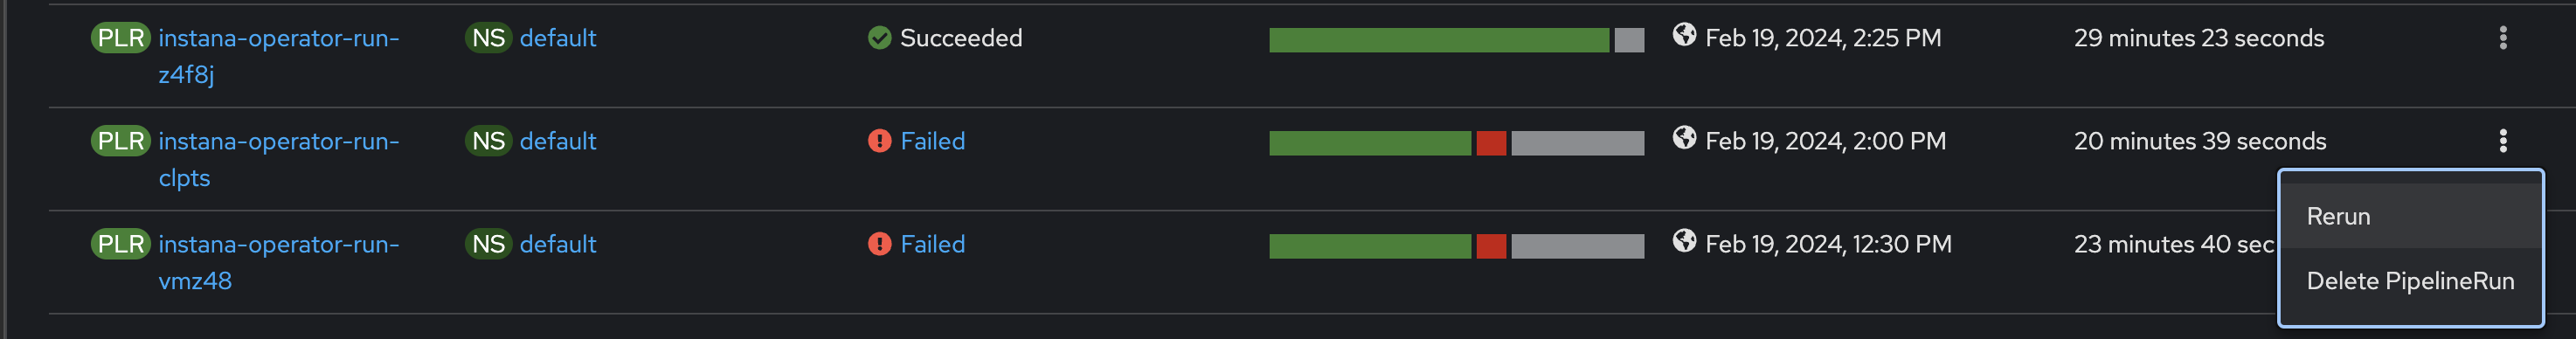 PLR instana-operator-run- NS default Succeeded Feb 19, 2024, 2:25 PM 29 minutes 23 seconds
z4f8j
PLR instana-operator-run- NS default Failed Feb 19, 2024, 2:00 PM 20 minutes 39 seconds
clpts
Rerun
PLR instana-operator-run- NS default Failed Feb 19, 2024, 12:30 PM 23 minutes 40 sec
vmz48
Delete PipelineRun